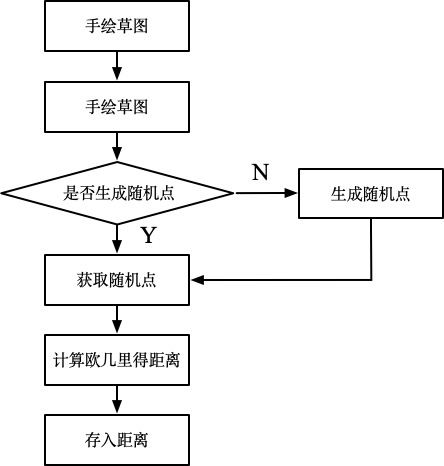 手绘草图
手绘草图
是否生成随机点
N
生成随机点
Y
获取随机点
计算欧几里得距离
存入距离